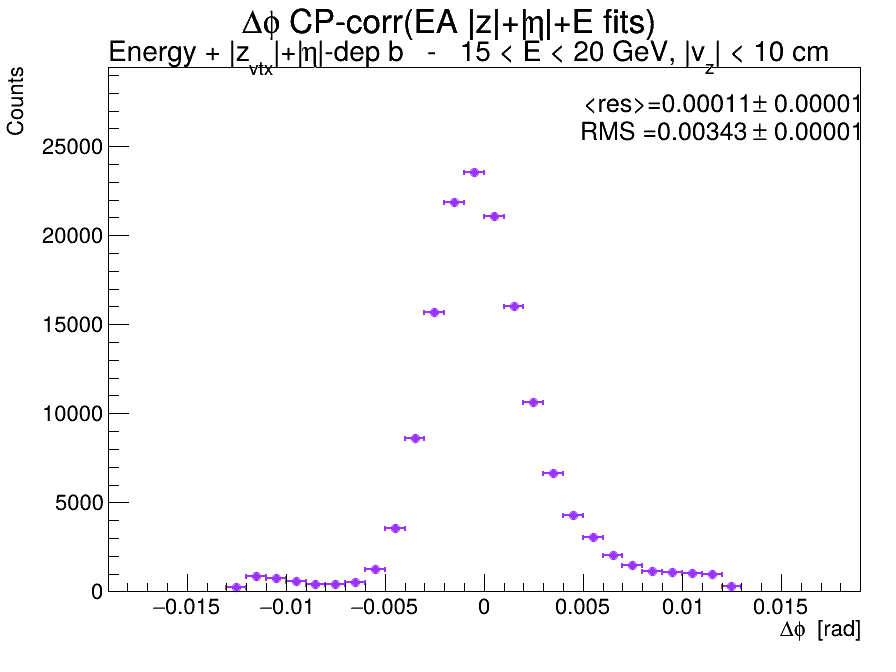 Δϕ CP-corr(EA |z|+|η|+E fits)
Energy + |z_vtx|+|η|-dep b - 15 < E < 20 GeV, |v_z| < 10 cm
<res>=0.00011± 0.00001
RMS =0.00343± 0.00001
Counts
25000
20000
15000
10000
5000
0
−0.015 −0.01 −0.005 0 0.005 0.01 0.015
Δϕ [rad]